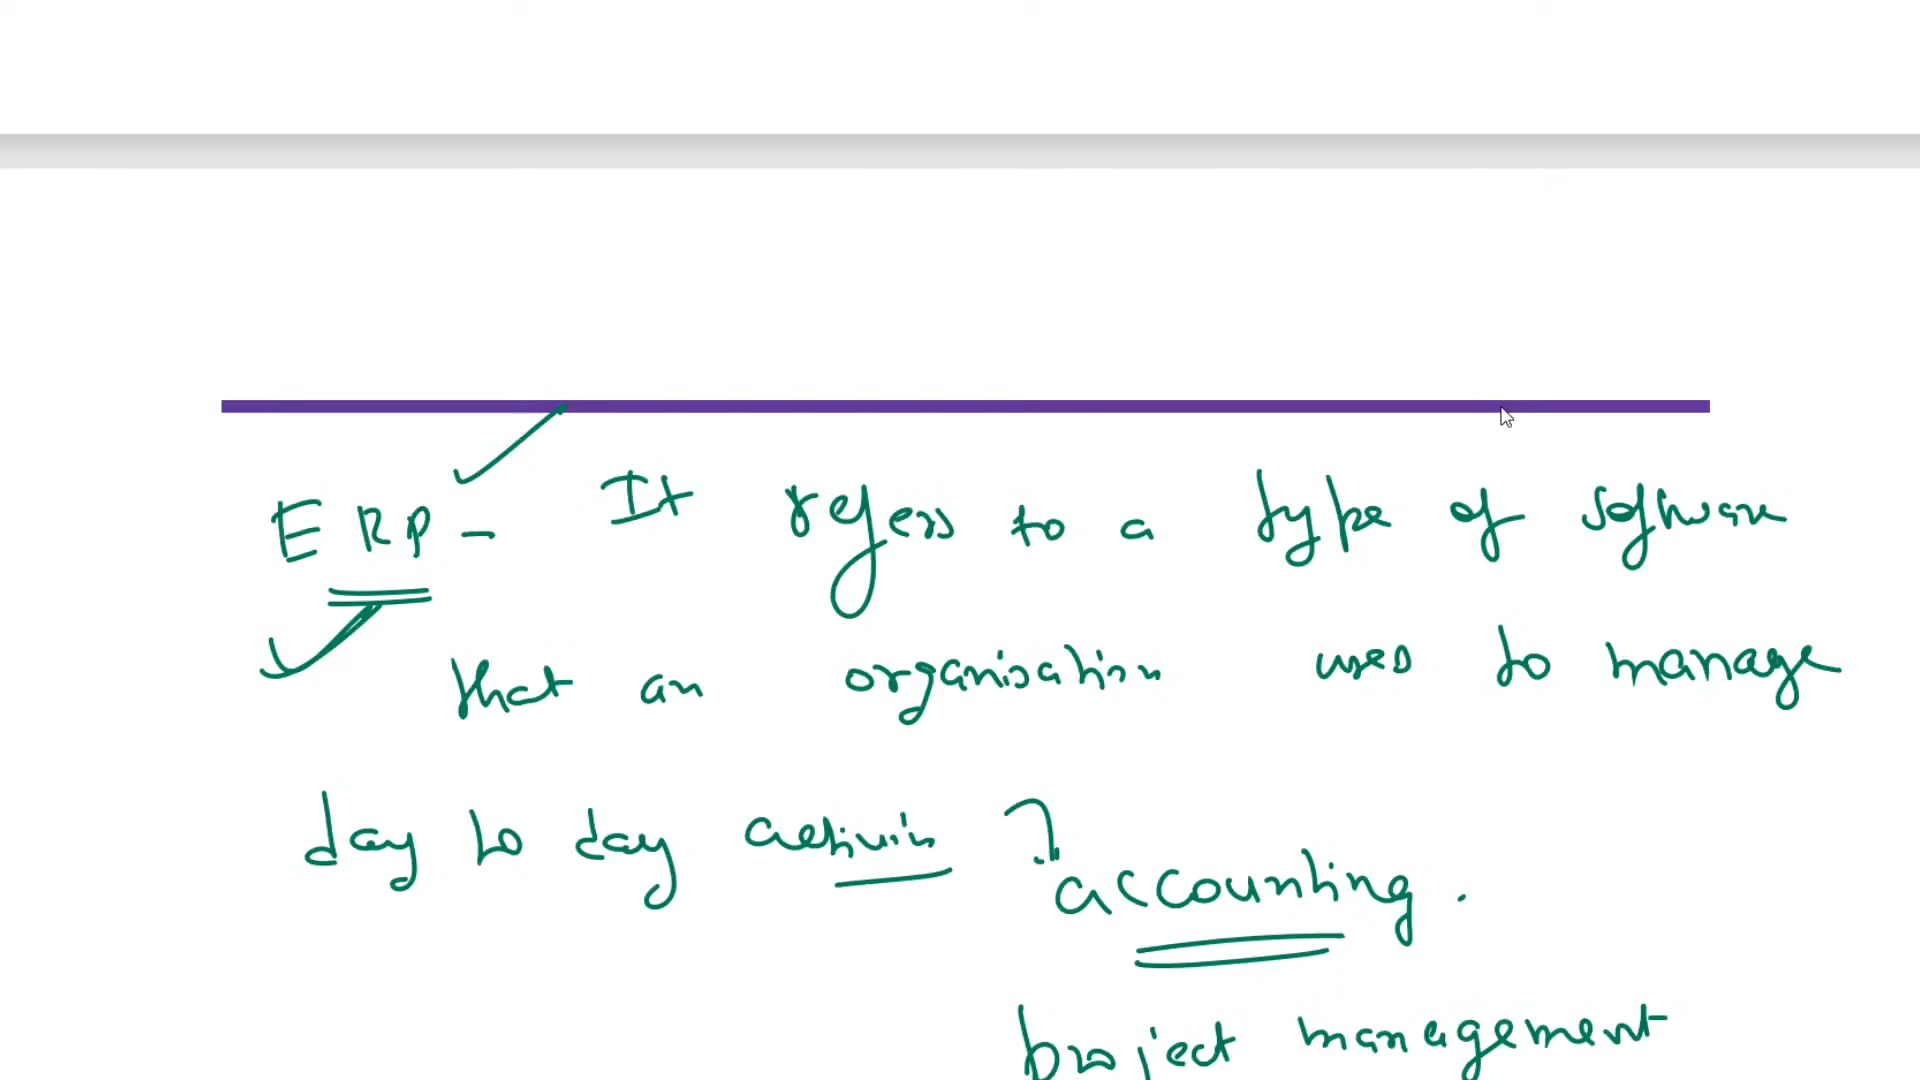 ERP - It refers to a type of software
that an organisation uses to manage
day to day activities
accounting.
project management